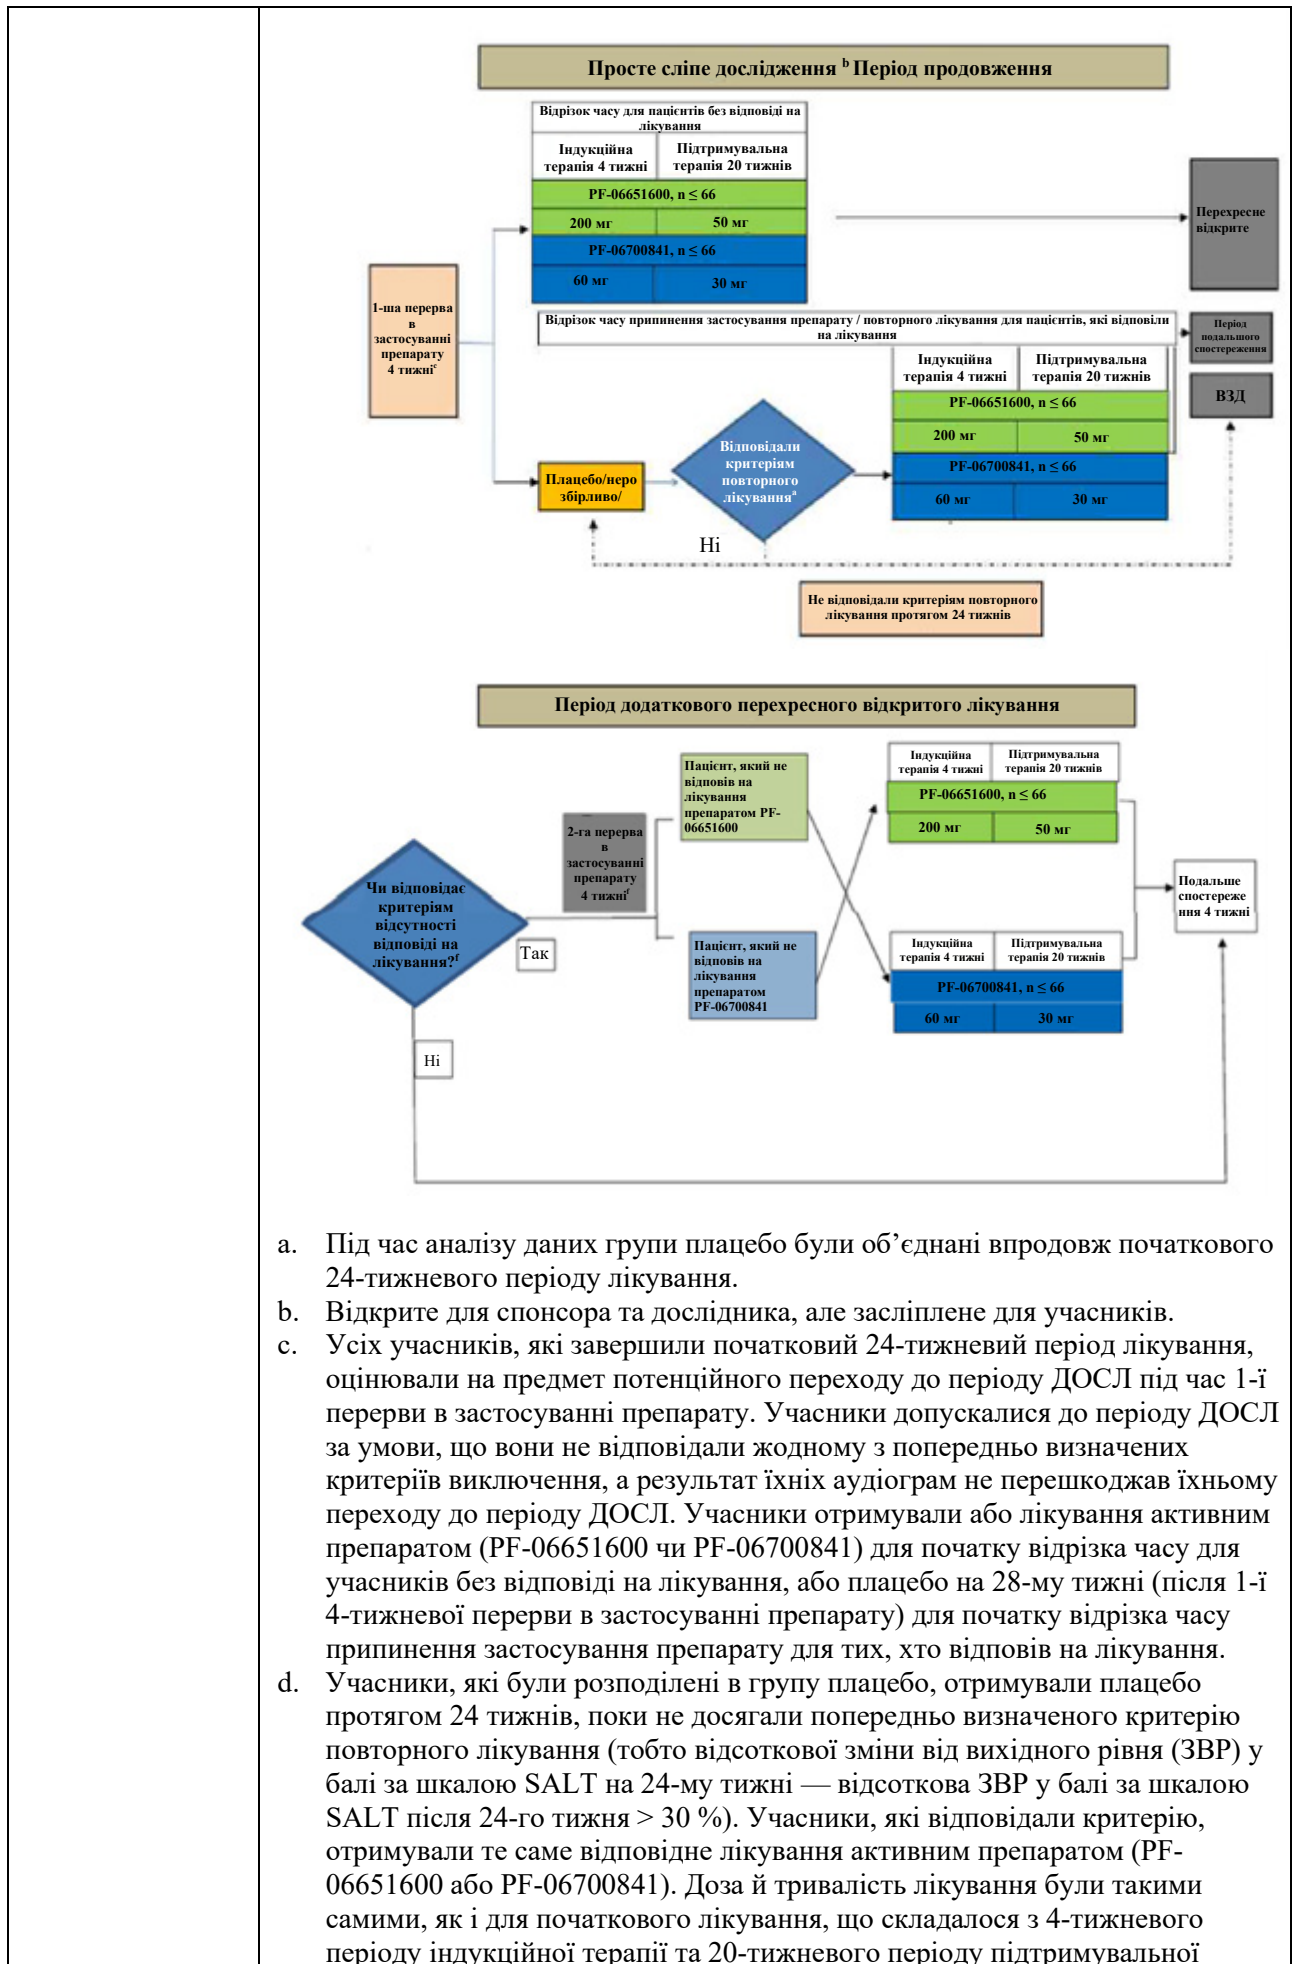 Просте сліпе дослідження ᵇ Період продовження
Відрізок часу для пацієнтів без відповіді на
лікування
Індукційна
терапія 4 тижні
Підтримувальна
терапія 20 тижнів
PF-06651600, n ≤ 66
200 мг
50 мг
PF-06700841, n ≤ 66
60 мг
30 мг
Перехресне
відкрите
1-ша перерва
в
застосуванні
препарату
4 тижніᶜ
Відрізок часу припинення застосування препарату / повторного лікування для пацієнтів, які відповіли
на лікування
Період
подальшого
спостереження
Індукційна
терапія 4 тижні
Підтримувальна
терапія 20 тижнів
PF-06651600, n ≤ 66
200 мг
50 мг
PF-06700841, n ≤ 66
60 мг
30 мг
ВЗД
Плацебо/неро
збірливо/
Відповідали
критеріям
повторного
лікуванняᵃ
Ні
Не відповідали критеріям повторного
лікування протягом 24 тижнів
Період додаткового перехресного відкритого лікування
Чи відповідає
критеріям
відсутності
відповіді на
лікування?ᶠ
Так
Ні
2-га перерва
в
застосуванні
препарату
4 тижніᶠ
Пацієнт, який не
відповів на
лікування
препаратом PF-
06651600
Пацієнт, який не
відповів на
лікування
препаратом
PF-06700841
Індукційна
терапія 4 тижні
Підтримувальна
терапія 20 тижнів
PF-06651600, n ≤ 66
200 мг
50 мг
Індукційна
терапія 4 тижні
Підтримувальна
терапія 20 тижнів
PF-06700841, n ≤ 66
60 мг
30 мг
Подальше
спостереже
ння 4 тижні
a. Під час аналізу даних групи плацебо були об’єднані впродовж початкового
24-тижневого періоду лікування.
b. Відкрите для спонсора та дослідника, але засліплене для учасників.
c. Усіх учасників, які завершили початковий 24-тижневий період лікування,
оцінювали на предмет потенційного переходу до періоду ДОСЛ під час 1-ї
перерви в застосуванні препарату. Учасники допускалися до періоду ДОСЛ
за умови, що вони не відповідали жодному з попередньо визначених
критеріїв виключення, а результат їхніх аудіограм не перешкоджав їхньому
переходу до періоду ДОСЛ. Учасники отримували або лікування активним
препаратом (PF-06651600 чи PF-06700841) для початку відрізка часу для
учасників без відповіді на лікування, або плацебо на 28-му тижні (після 1-ї
4-тижневої перерви в застосуванні препарату) для початку відрізка часу
припинення застосування препарату для тих, хто відповів на лікування.
d. Учасники, які були розподілені в групу плацебо, отримували плацебо
протягом 24 тижнів, поки не досягали попередньо визначеного критерію
повторного лікування (тобто відсоткової зміни від вихідного рівня (ЗВР) у
балі за шкалою SALT на 24-му тижні — відсоткова ЗВР у балі за шкалою
SALT після 24-го тижня > 30 %). Учасники, які відповідали критерію,
отримували те саме відповідне лікування активним препаратом (PF-
06651600 або PF-06700841). Доза й тривалість лікування були такими
самими, як і для початкового лікування, що складалося з 4-тижневого
періоду індукційної терапії та 20-тижневого періоду підтримувальної